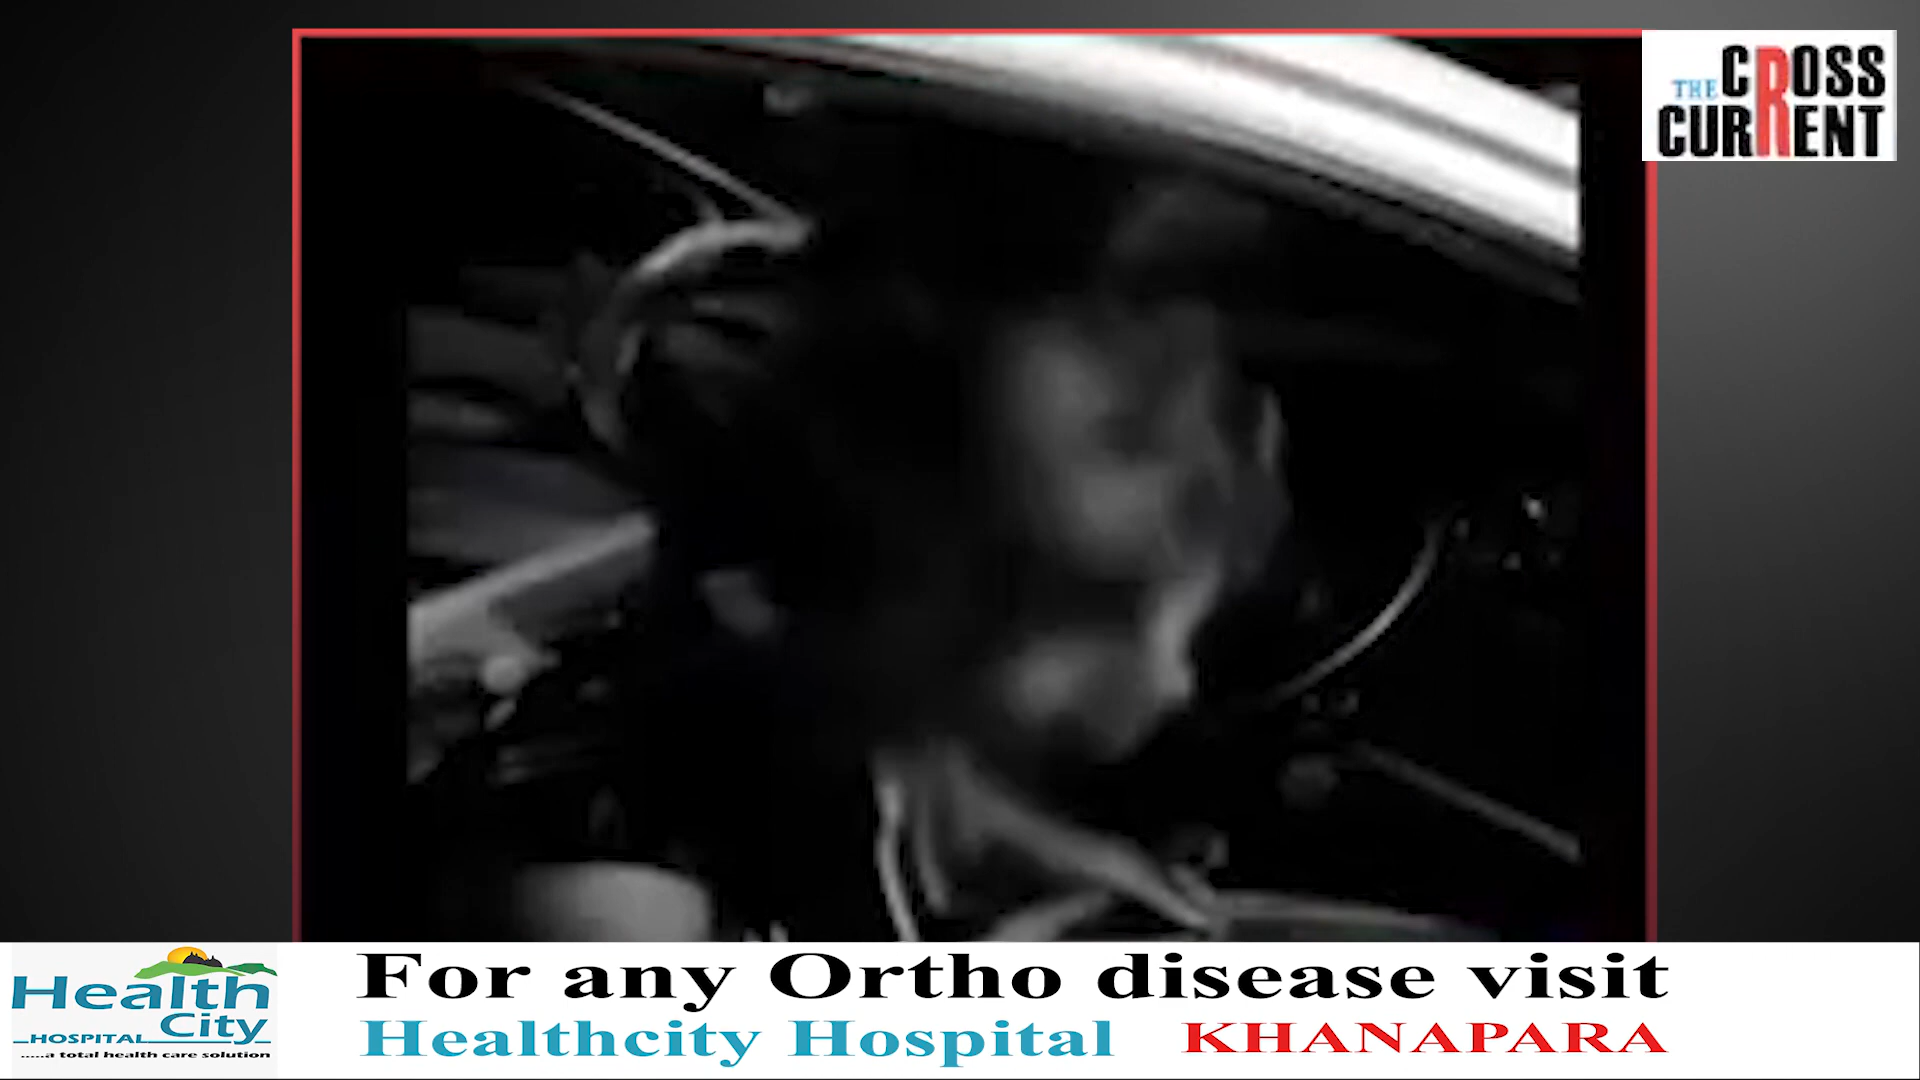 THE CROSS
CURRENT
Health
City
HOSPITAL
.....a total health care solution
For any Ortho disease visit
Healthcity Hospital KHANAPARA